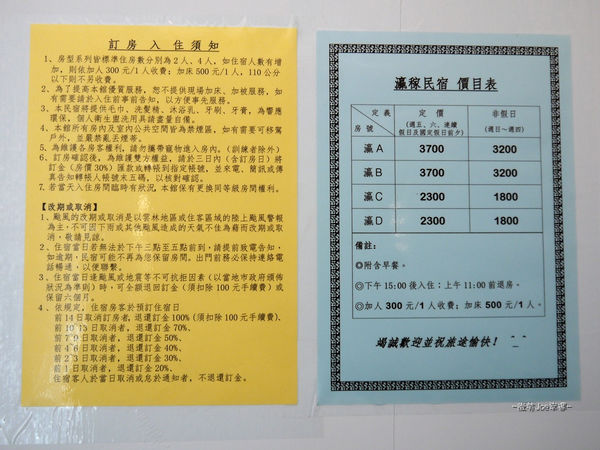 訂房入住須知
1、房型系列皆標準住房數分別為2人、4人，如住宿人數有增
加，則依加人300元/1人收費；加床500元/1人，110公分
以下則不另收費。
2、為了提高本館優質服務，恕不提供現場加床、加被服務，如
有需要請於入住前事前告知，以方便事先服務。
3、本民宿將提供毛巾、洗髮精、沐浴乳、牙刷、牙膏，為響應
環保，個人衛生盥洗用具請盡量自備。
4、本館所有房內及室內公共空間皆為禁煙區，如有需要可移駕
戶外，並嚴禁亂丟煙蒂。
5、為維護各房客權利，請勿攜帶寵物進入房內。(訓練者除外)
6、訂房確認後，為維護雙方權益，請於三日內(含訂房日)將
訂金(房價30%)匯款或轉帳到指定帳號，並來電、簡訊或傳
真告知轉帳人帳號末五碼，以核對確認。
7、若當天入住房間臨時有狀況，本館保有更換同等級房間權利。
【改期或取消】
1、颱風的改期或取消是以雲林地區或住客區域的陸上颱風警報
為主，不可因下雨或其他颱風造成的天氣不佳為藉而改期或
取消，敬請見諒。
2、住宿當日若無法於下午三點至五點前到，請提前致電告知，
如逾期，民宿可能不再為您保留房間。出門前務必保持連絡電
話暢通，以便聯繫。
3、住宿當日逢颱風或地震等不可抗拒因素(以當地市政府頒佈
狀況為準則)時，可全額退回訂金(須扣除100元手續費)或
保留六個月。
4、依規定，住宿房客於預訂住宿日
前14日取消訂房者，退還訂金100%(須扣除100元手續費)。
前10-13日取消者，退還訂金70%。
前7-9日取消者，退還訂金50%。
前4-6日取消者，退還訂金40%。
前2-3日取消者，退還訂金30%。
前1日取消者，退還訂金20%。
住宿客人於當日取消或怠於通知者，不退還訂金。
瀛稼民宿 價目表
定義
房號
定價
(週五、六、連續
假日及國定假日前夕)
非假日
(週日~週四)
瀛A 3700 3200
瀛B 3700 3200
瀛C 2300 1800
瀛D 2300 1800
備註：
◎附含早餐。
◎下午15:00後入住；上午11:00前退房。
◎加人300元/1人收費；加床500元/1人。
竭誠歡迎並祝旅途愉快！ ^_^